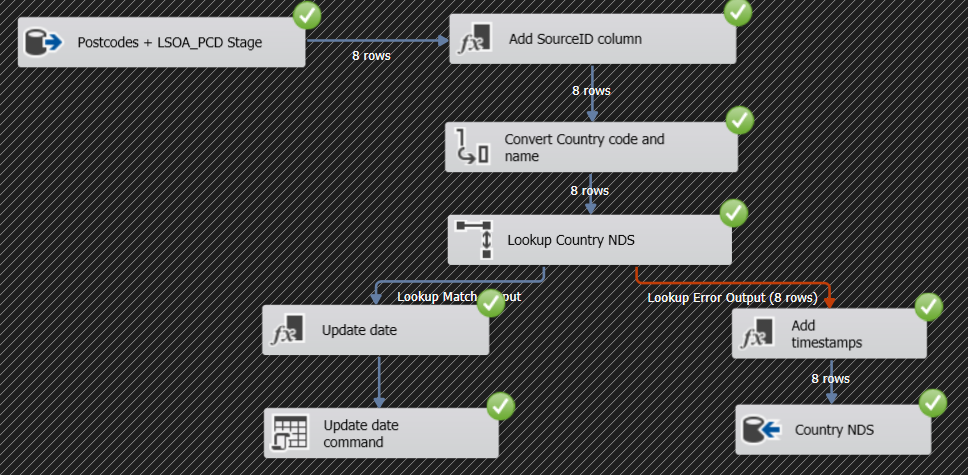 Postcodes + LSOA_PCD Stage
8 rows
Add SourceID column
8 rows
Convert Country code and
name
8 rows
Lookup Country NDS
Lookup Match
put
Lookup Error Output (8 rows)
Update date
Add
timestamps
8 rows
Update date
command
Country NDS